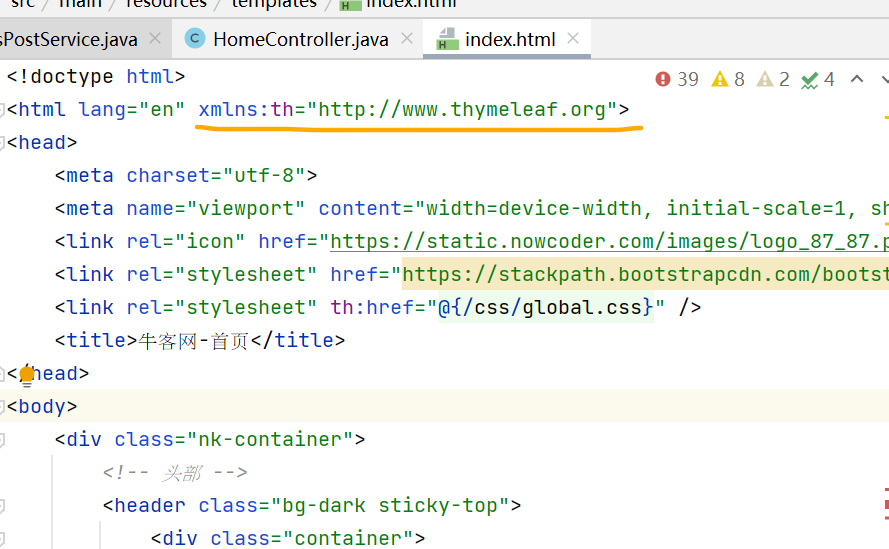 src / main / resources / templates / index.html
sPostService.java HomeController.java index.html
<!doctype html> 39 8 2 4
<html lang="en" xmlns:th="http://www.thymeleaf.org">
<head>
<meta charset="utf-8">
<meta name="viewport" content="width=device-width, initial-scale=1, sh
<link rel="icon" href="https://static.nowcoder.com/images/logo_87_87.p
<link rel="stylesheet" href="https://stackpath.bootstrapcdn.com/bootst
<link rel="stylesheet" th:href="@{/css/global.css}" />
<title>牛客网-首页</title>
</head>
<body>
<div class="nk-container">
<!-- 头部 -->
<header class="bg-dark sticky-top">
<div class="container">